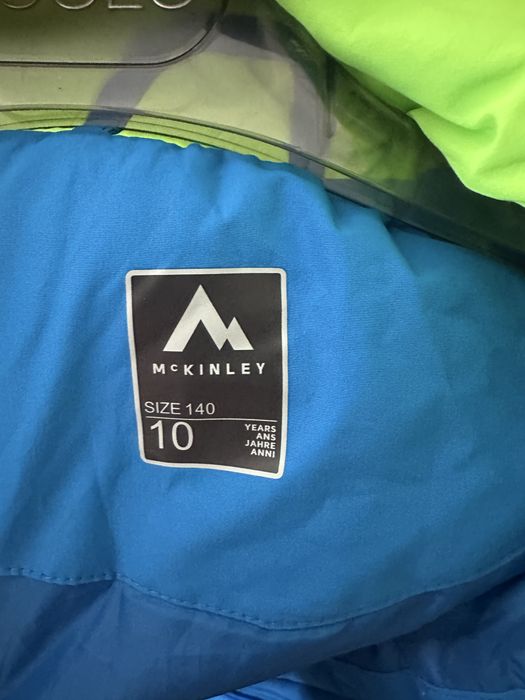 McKINLEY
SIZE 140
10
YEARS
ANS
JAHRE
ANNI